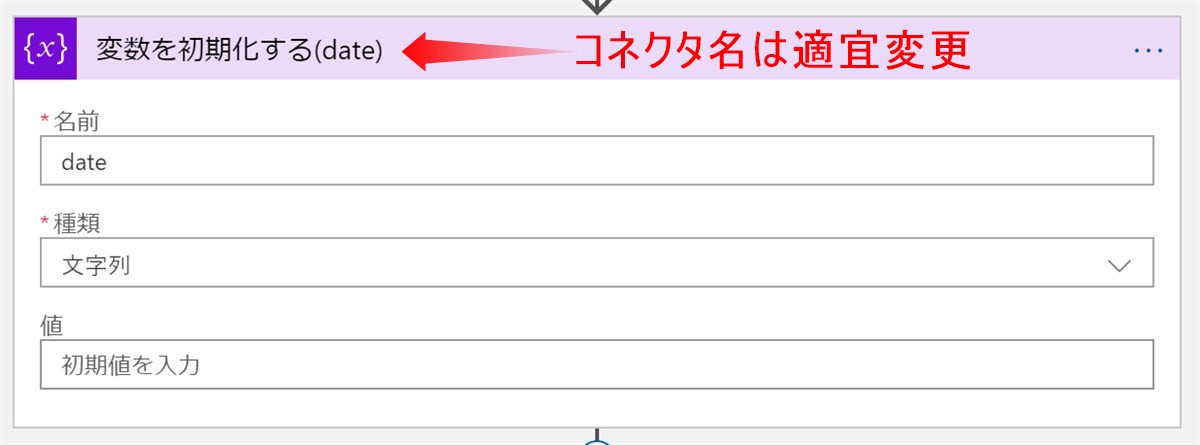 {x} 変数を初期化する(date) コネクタ名は適宜変更 ...
* 名前
date
* 種類
文字列
値
初期値を入力